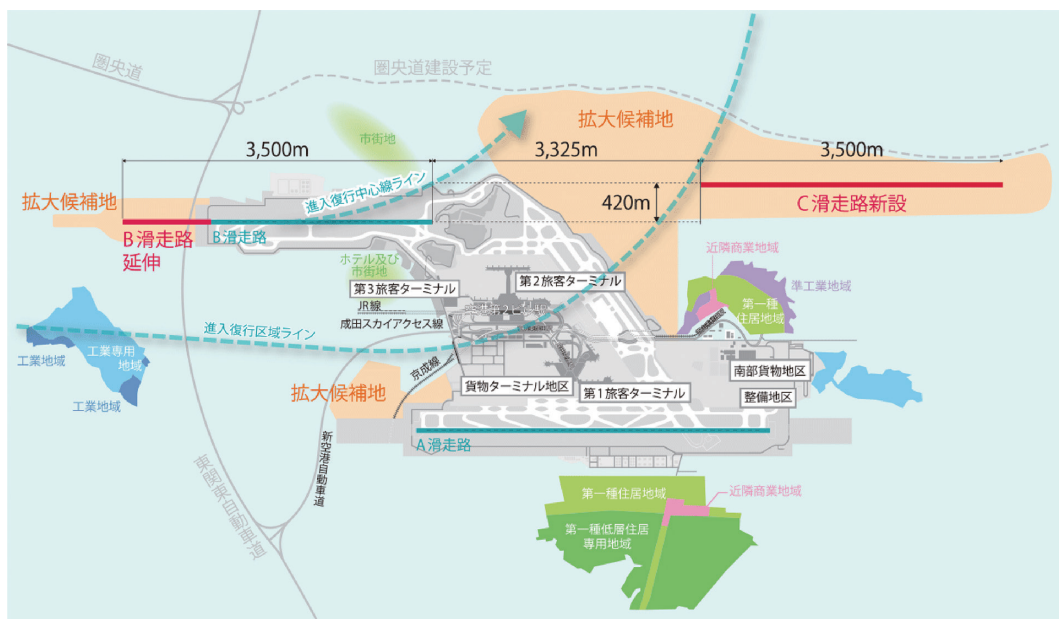 圏央道
圏央道建設予定
市街地
拡大候補地
3,500m
3,325m
3,500m
進入復行中心線ライン
420m
拡大候補地
C滑走路新設
B滑走路
延伸
B滑走路
ホテル及び
市街地
近隣商業地域
準工業地域
第一種
住居地域
第3旅客ターミナル
第2旅客ターミナル
JR線
成田スカイアクセス線
進入復行区域ライン
工業地域
工業専用
地域
工業地域
京成線
拡大候補地
貨物ターミナル地区
第1旅客ターミナル
南部貨物地区
整備地区
A滑走路
新空港自動車道
東関東自動車道
第一種住居地域
近隣商業地域
第一種低層住居
専用地域